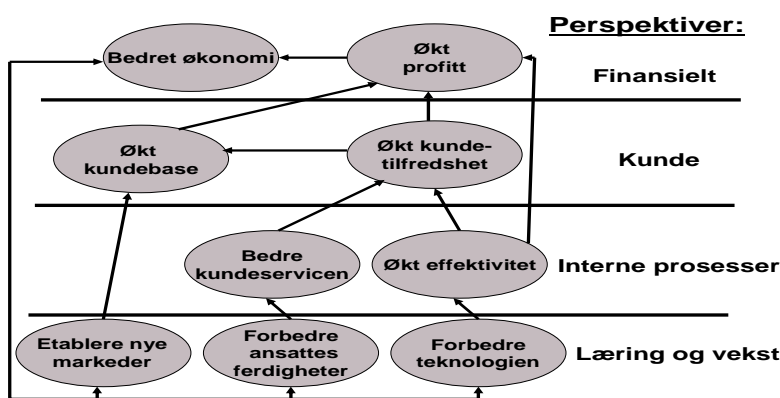 Perspektiver:
Bedret økonomi
Økt
profitt
Finansielt
Økt
kundebase
Økt kunde-
tilfredshet
Kunde
Bedre
kundeservicen
Økt effektivitet
Interne prosesser
Etablere nye
markeder
Forbedre
ansattes
ferdigheter
Forbedre
teknologien
Læring og vekst